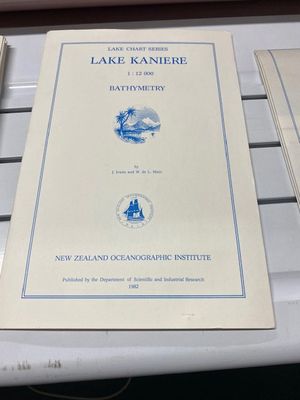 LAKE CHART SERIES
LAKE KANIERE
1 : 12 000
BATHYMETRY
by
J. Irwin and W. de L. Main
NEW ZEALAND OCEANOGRAPHIC INSTITUTE
Published by the Department of Scientific and Industrial Research
1982